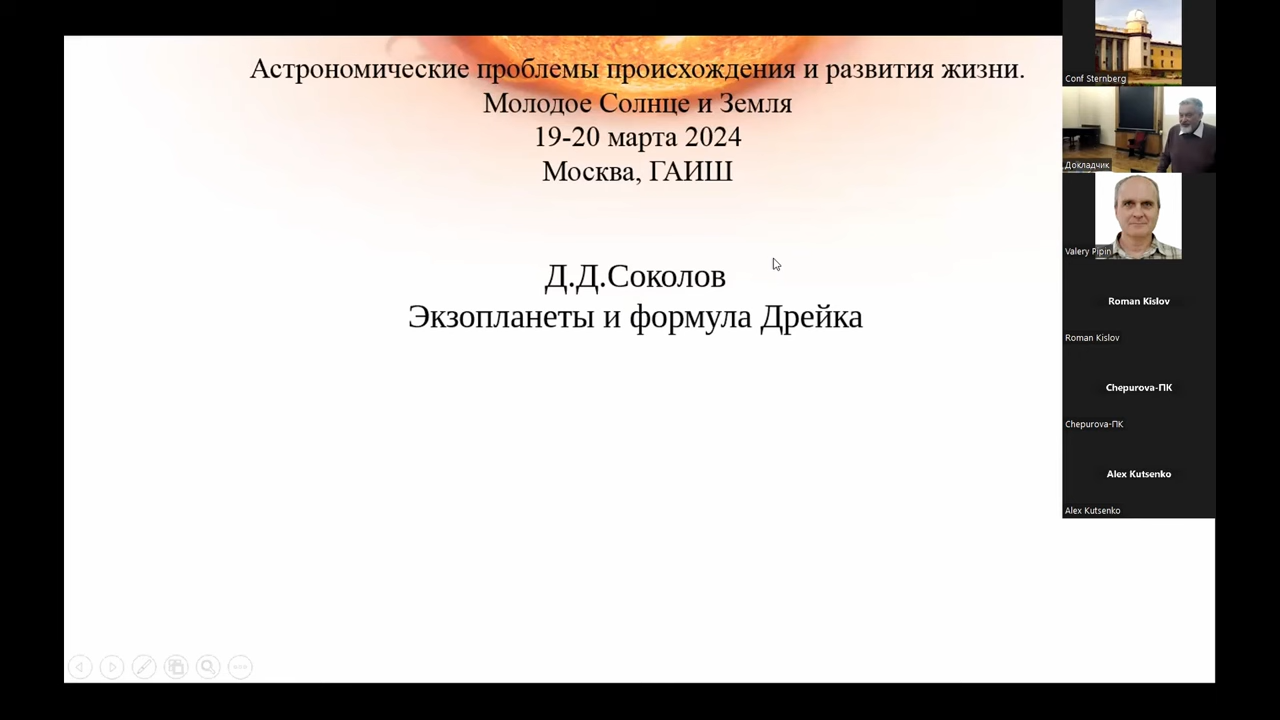 Астрономические проблемы происхождения и развития жизни.
Молодое Солнце и Земля
19-20 марта 2024
Москва, ГАИШ
Д.Д.Соколов
Экзопланеты и формула Дрейка
Conf Sternberg
Докладчик
Valery Pipin
Roman Kislov
Roman Kislov
Chepurova-ПК
Chepurova-ПК
Alex Kutsenko
Alex Kutsenko